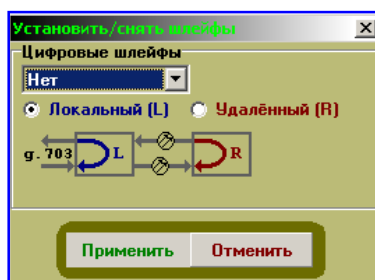 Установить/снять шлейфы
Цифровые шлейфы
Нет
Локальный (L) Удалённый (R)
g.703 L R
Применить Отменить